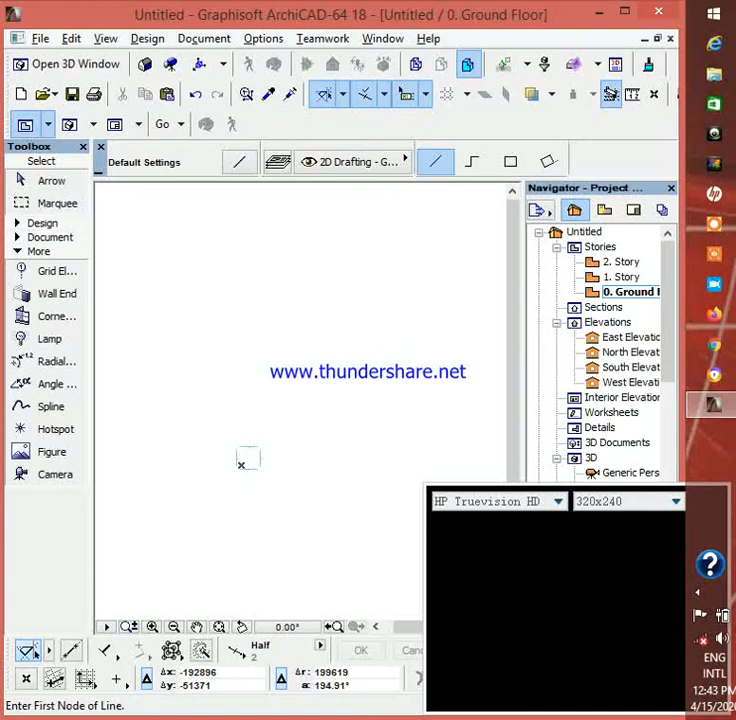 Untitled - Graphisoft ArchiCAD-64 18 - [Untitled / 0. Ground Floor]
File Edit View Design Document Options Teamwork Window Help
Open 3D Window
Go
Toolbox
Select
Default Settings
2D Drafting - G...
Arrow
Marquee
Design
Document
More
Grid El...
Wall End
Corne...
Lamp
Radial...
Angle ...
Spline
Hotspot
Figure
Camera
www.thundershare.net
Navigator - Project ...
Untitled
Stories
2. Story
1. Story
0. Ground F
Sections
Elevations
East Elevatio
North Elevat
South Elevat
West Elevati
Interior Elevation
Worksheets
Details
3D Documents
3D
Generic Pers
HP Truevision HD
320x240
0.00°
Half
2
OK
Canc
Δx: -192896
Δy: -51371
Δr: 199619
a: 194.91°
Enter First Node of Line.
ENG
INTL
12:43 PM
4/15/2020